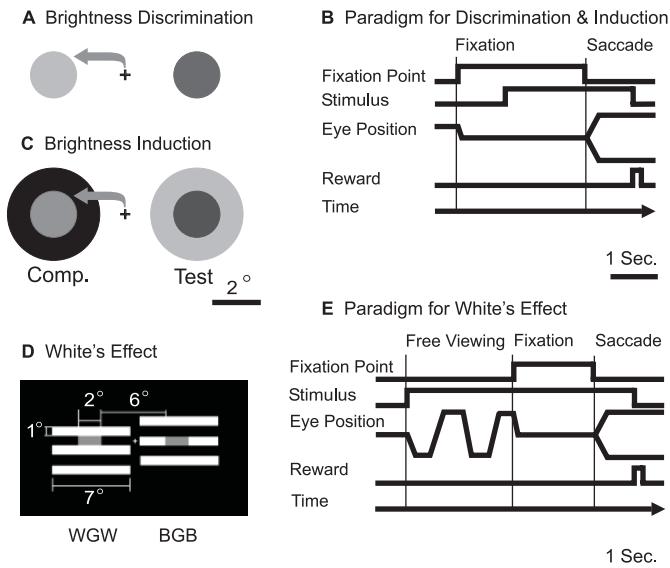 A Brightness Discrimination
+
C Brightness Induction
+
Comp.
Test
2°
D White's Effect
2°
6°
1°
+
7°
WGW
BGB
B Paradigm for Discrimination & Induction
Fixation
Saccade
Fixation Point
Stimulus
Eye Position
Reward
Time
1 Sec.
E Paradigm for White's Effect
Free Viewing
Fixation
Saccade
Fixation Point
Stimulus
Eye Position
Reward
Time
1 Sec.